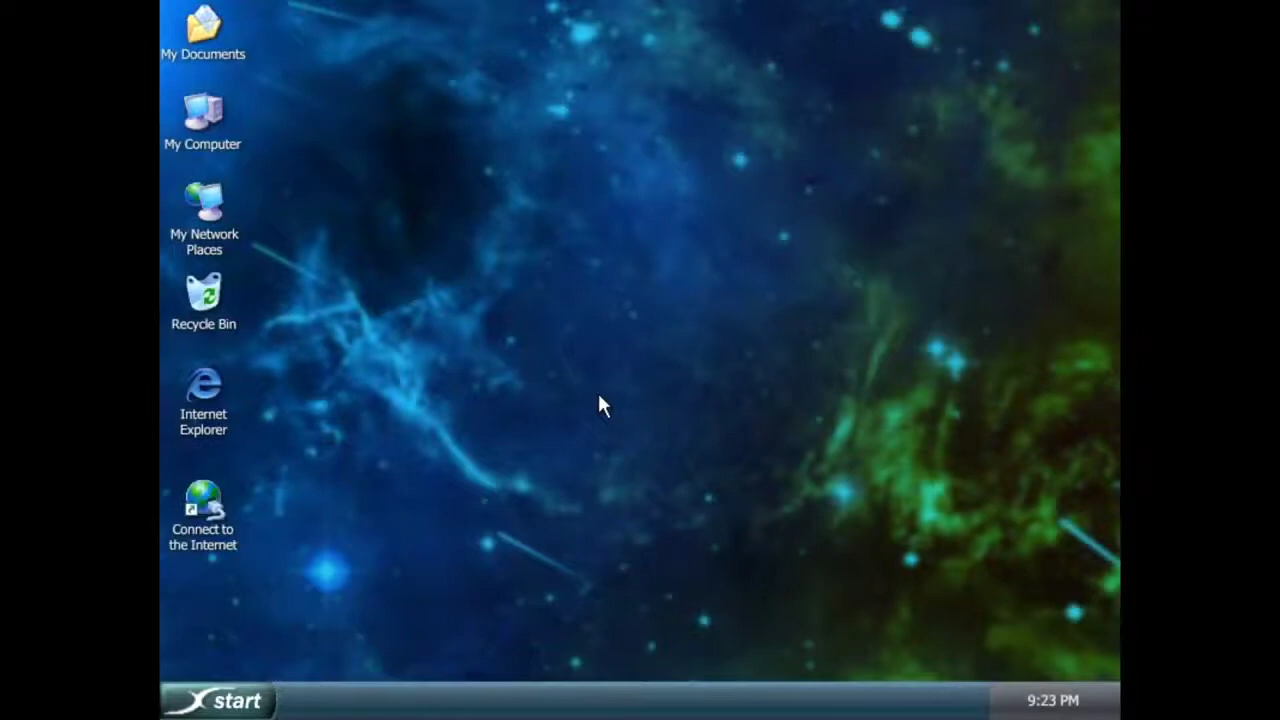 My Documents
My Computer
My Network
Places
Recycle Bin
Internet
Explorer
Connect to
the Internet
start
9:23 PM